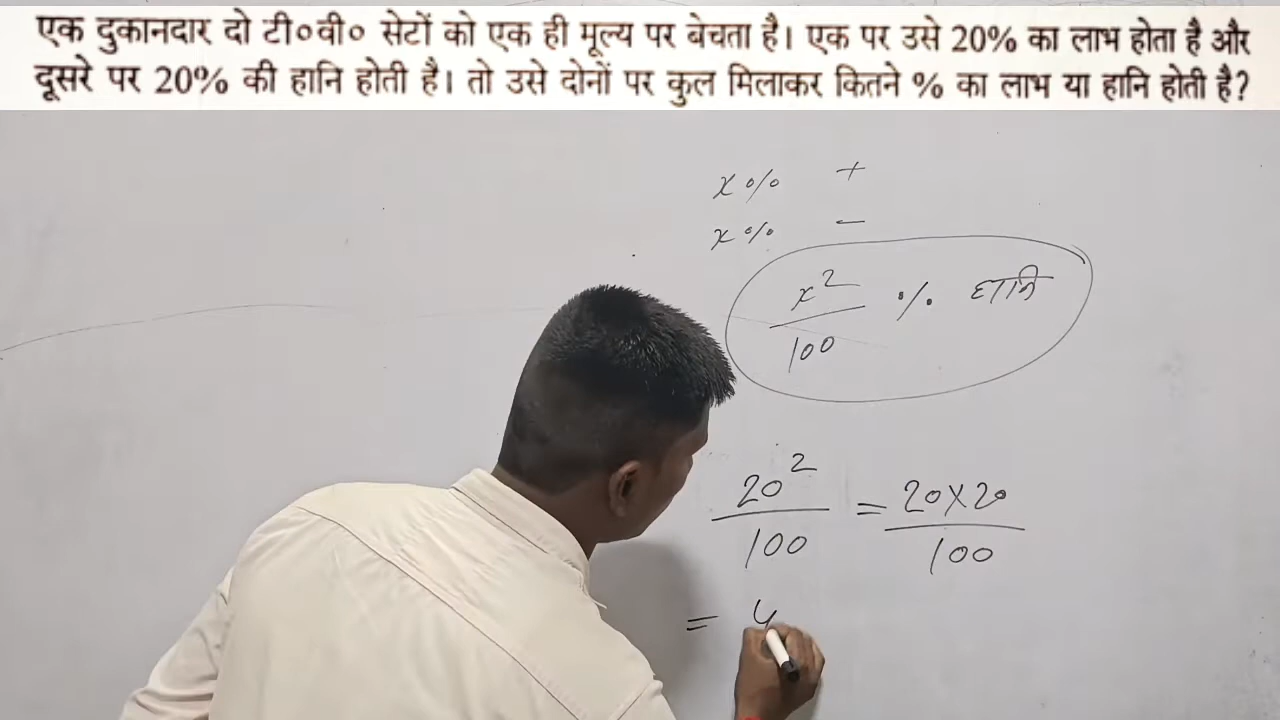 एक दुकानदार दो टी०वी० सेटों को एक ही मूल्य पर बेचता है। एक पर उसे 20% का लाभ होता है और
दूसरे पर 20% की हानि होती है। तो उसे दोनों पर कुल मिलाकर कितने % का लाभ या हानि होती है?
x% +
x% –
x²/100 % हानि
20²/100 = 20×20/100
= 4